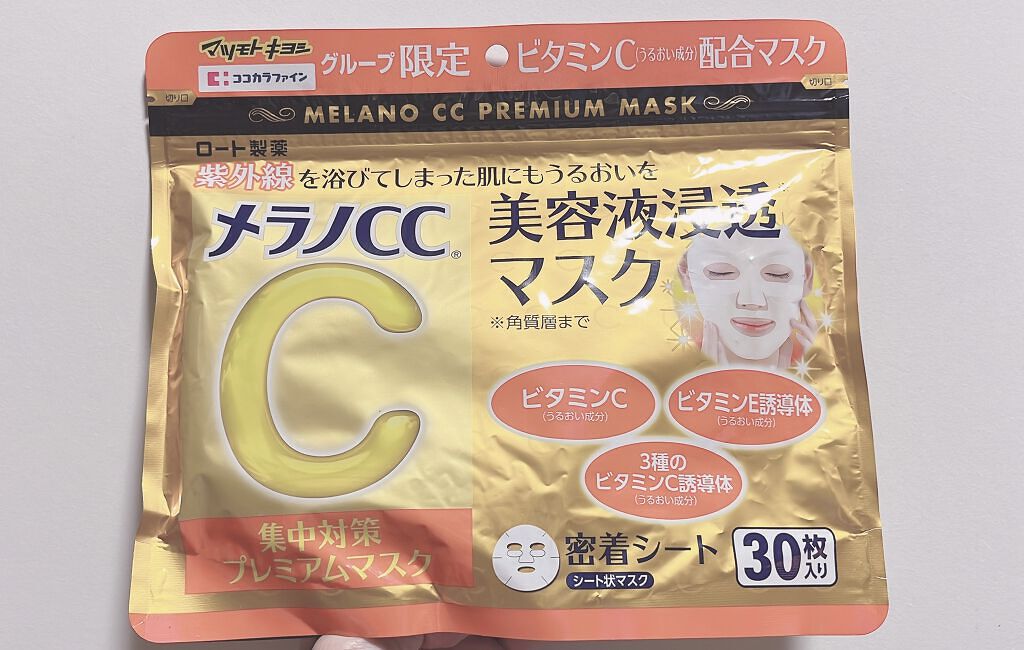 マツモトキヨシ
ココカラファイン
グループ限定
ビタミンC(うるおい成分)配合マスク
切り口
切り口
MELANO CC PREMIUM MASK
ロート製薬
紫外線を浴びてしまった肌にもうるおいを
メラノCC®
C
美容液浸透※
マスク
※角質層まで
ビタミンC
(うるおい成分)
ビタミンE誘導体
(うるおい成分)
3種の
ビタミンC誘導体
(うるおい成分)
集中対策
プレミアムマスク
密着シート
シート状マスク
30枚入り